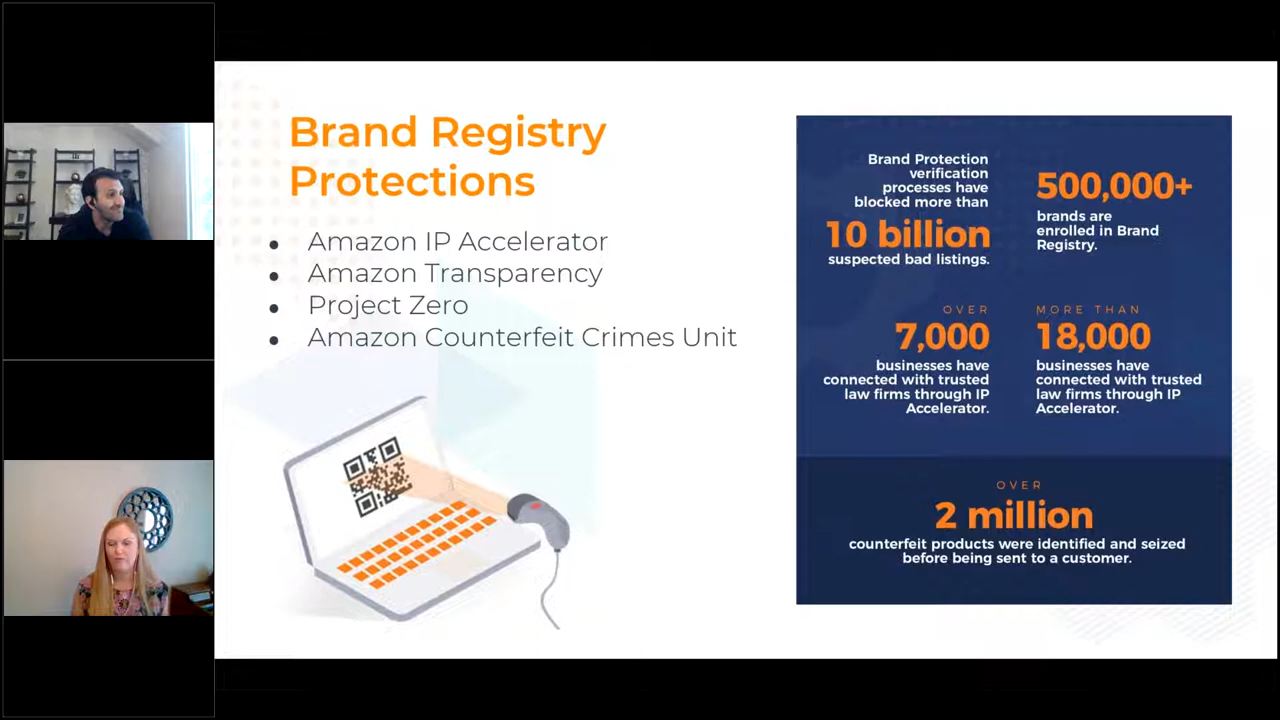 Brand Registry
Protections
● Amazon IP Accelerator
● Amazon Transparency
● Project Zero
● Amazon Counterfeit Crimes Unit
Brand Protection
verification
processes have
blocked more than
10 billion
suspected bad listings.
500,000+
brands are
enrolled in Brand
Registry.
OVER
7,000
businesses have
connected with trusted
law firms through IP
Accelerator.
MORE THAN
18,000
businesses have
connected with trusted
law firms through IP
Accelerator.
OVER
2 million
counterfeit products were identified and seized
before being sent to a customer.